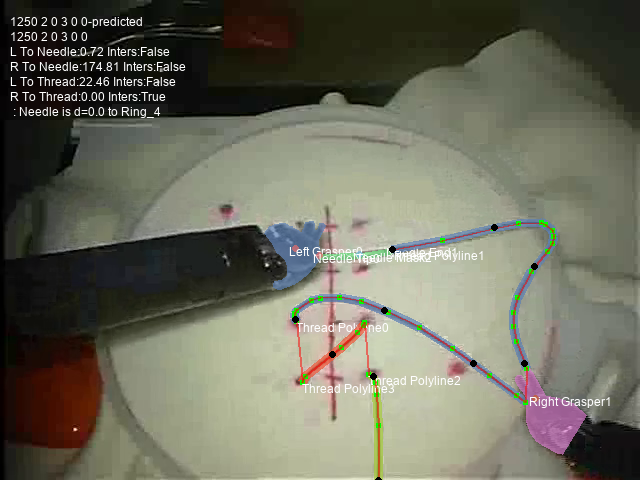 1250 2 0 3 0 0-predicted
1250 2 0 3 0 0
L To Needle:0.72 Inters:False
R To Needle:174.81 Inters:False
L To Thread:22.46 Inters:False
R To Thread:0.00 Inters:True
: Needle is d=0.0 to Ring_4
Left Grasper0
Polyline1
Thread Polyline0
Thread Polyline2
Thread Polyline3
Right Grasper1